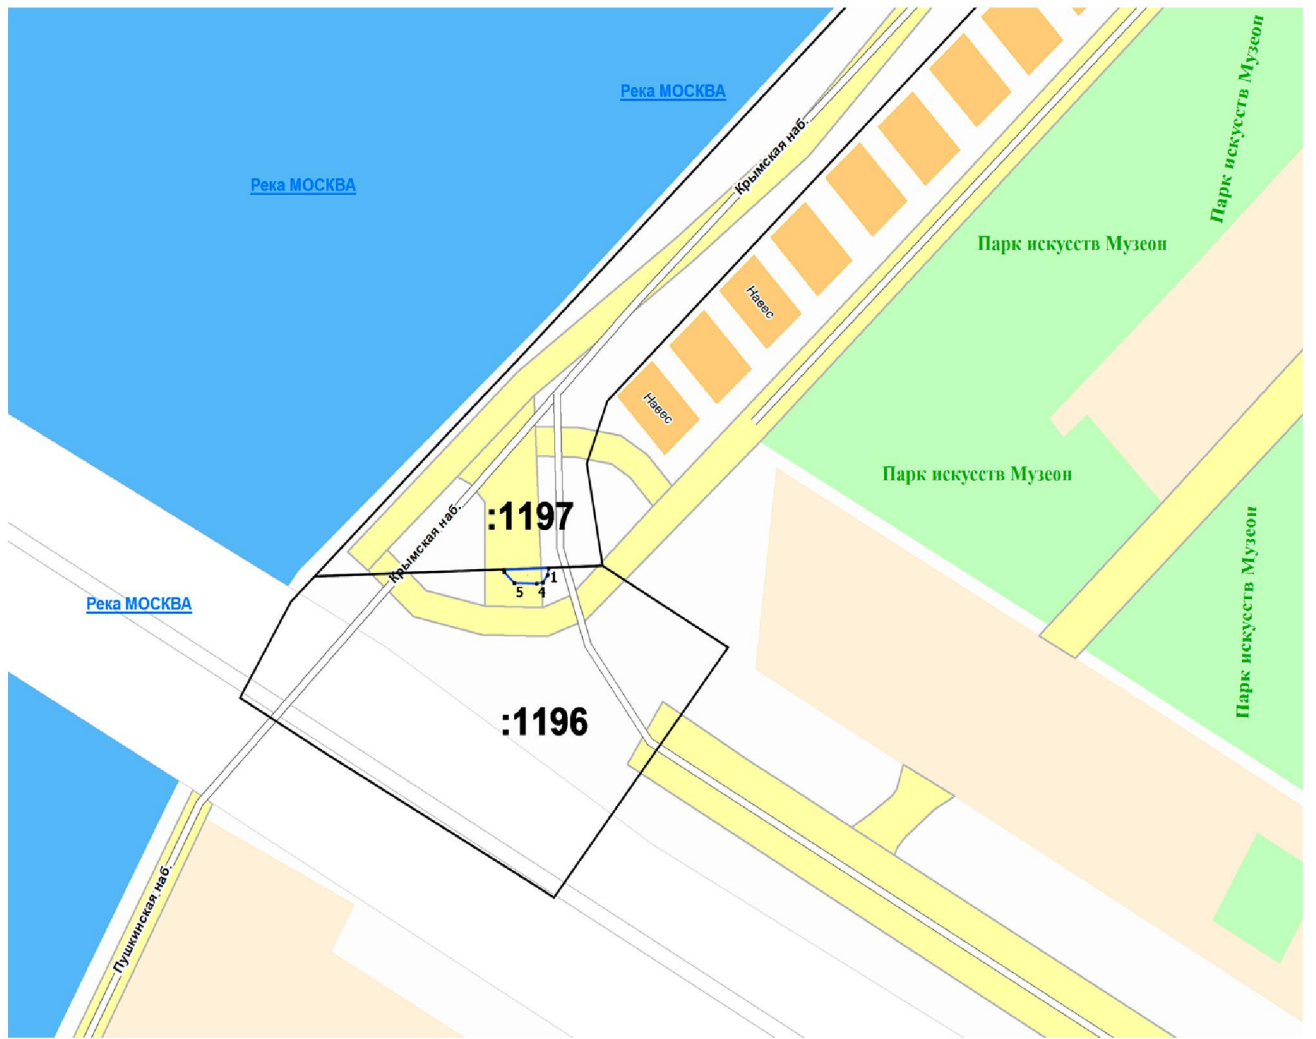 Река МОСКВА
Река МОСКВА
Крымская наб.
Парк искусств Музеон
Парк искусств Музеон
Навес
Навес
Парк искусств Музеон
:1197
Крымская наб.
Парк искусств Музеон
1
5
4
Река МОСКВА
:1196
Пушкинская наб.